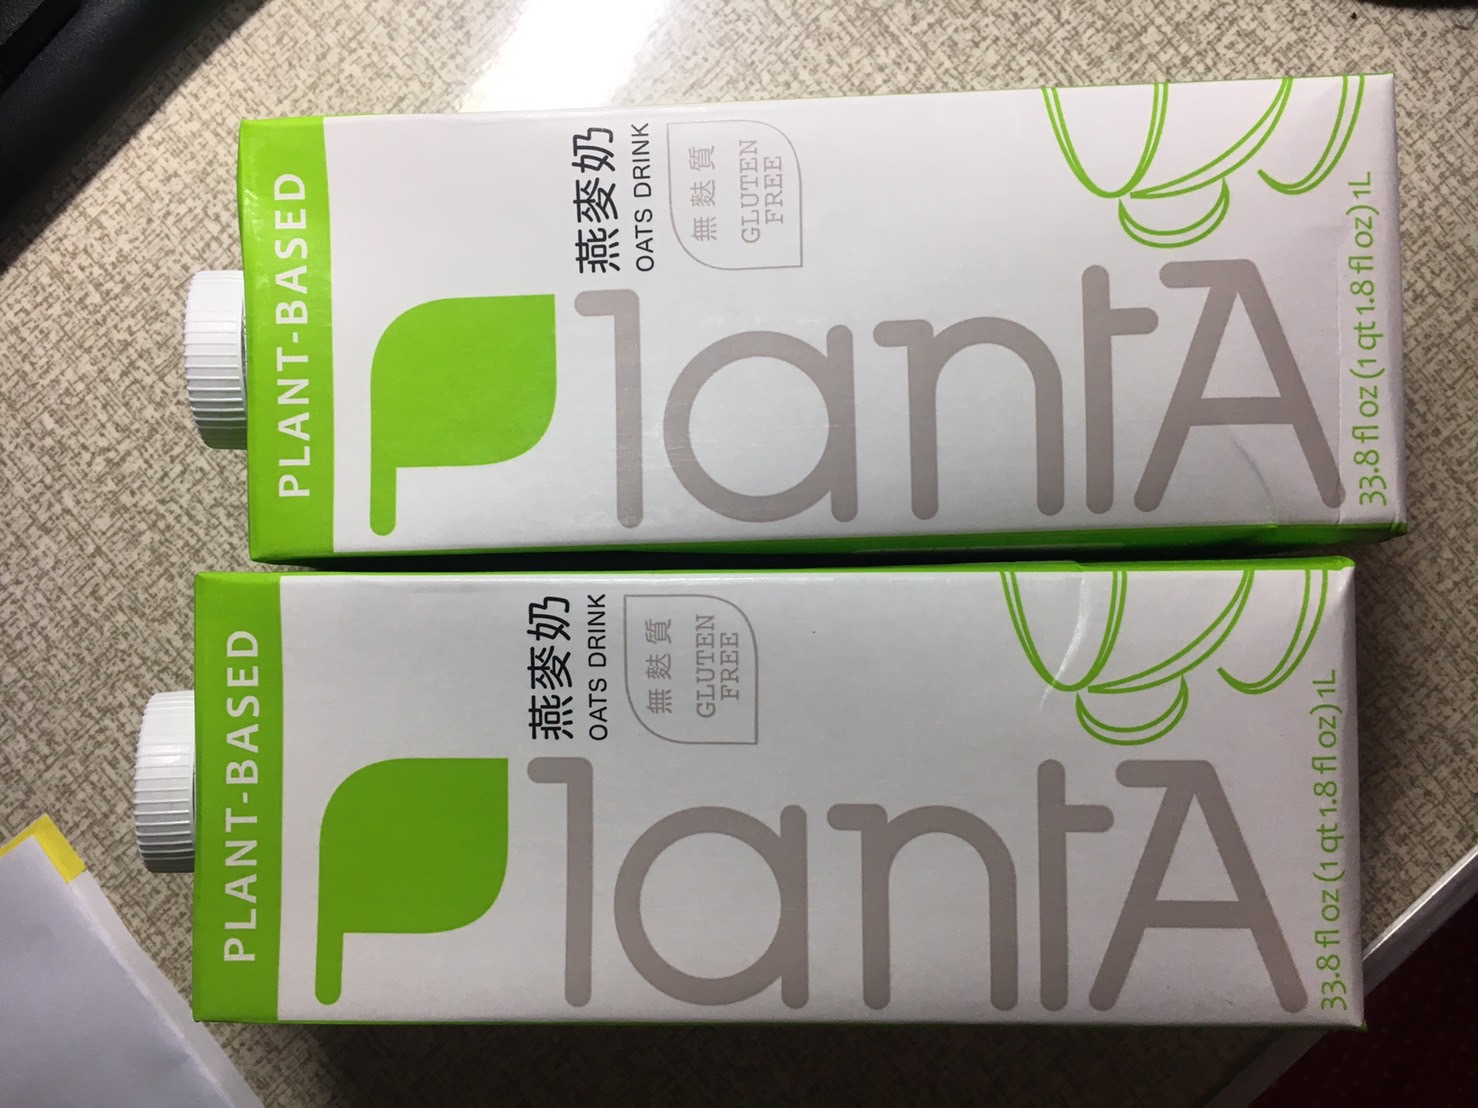 PLANT-BASED
燕麥奶
OATS DRINK
無麩質
GLUTEN
FREE
PlantA
33.8 fl oz (1 qt 1.8 fl oz) 1L
PLANT-BASED
燕麥奶
OATS DRINK
無麩質
GLUTEN
FREE
PlantA
33.8 fl oz (1 qt 1.8 fl oz) 1L